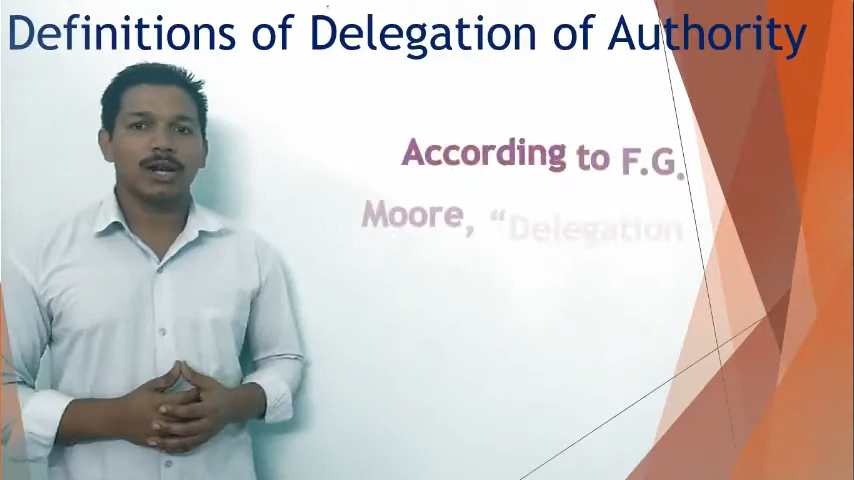 Definitions of Delegation of Authority
According to F.G.
Moore, “Delegation